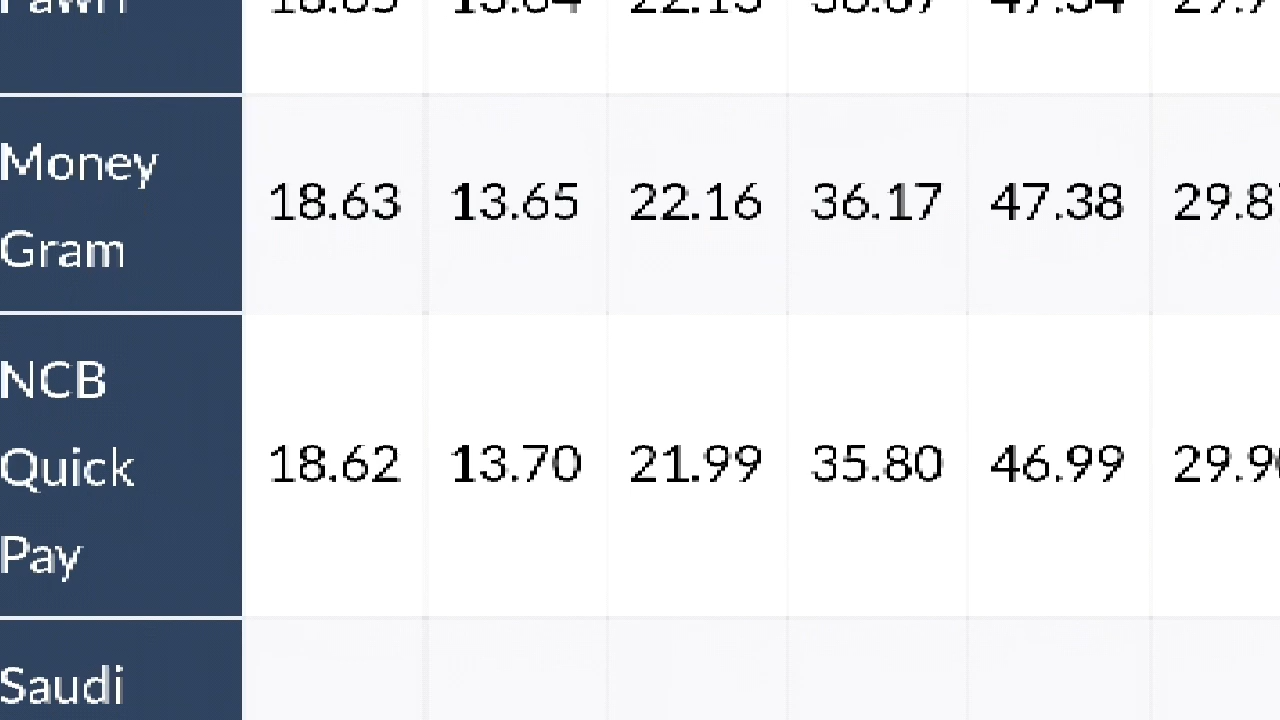 Money
Gram
18.63 13.65 22.16 36.17 47.38
NCB
Quick
Pay
18.62 13.70 21.99 35.80 46.99
Saudi